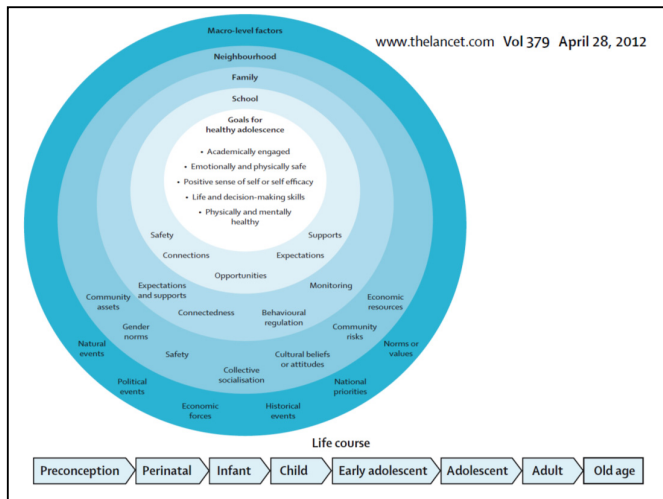 Macro-level factors
www.thelancet.com Vol 379 April 28, 2012
Neighbourhood
Family
School
Goals for
healthy adolescence
• Academically engaged
• Emotionally and physically safe
• Positive sense of self or self efficacy
• Life and decision-making skills
• Physically and mentally
healthy
Safety
Supports
Connections
Expectations
Opportunities
Expectations
and supports
Monitoring
Connectedness
Behavioural
regulation
Community
assets
Economic
resources
Gender
norms
Community
risks
Safety
Cultural beliefs
or attitudes
Collective
socialisation
Natural
events
Norms or
values
Political
events
National
priorities
Economic
forces
Historical
events
Life course
Preconception
Perinatal
Infant
Child
Early adolescent
Adolescent
Adult
Old age